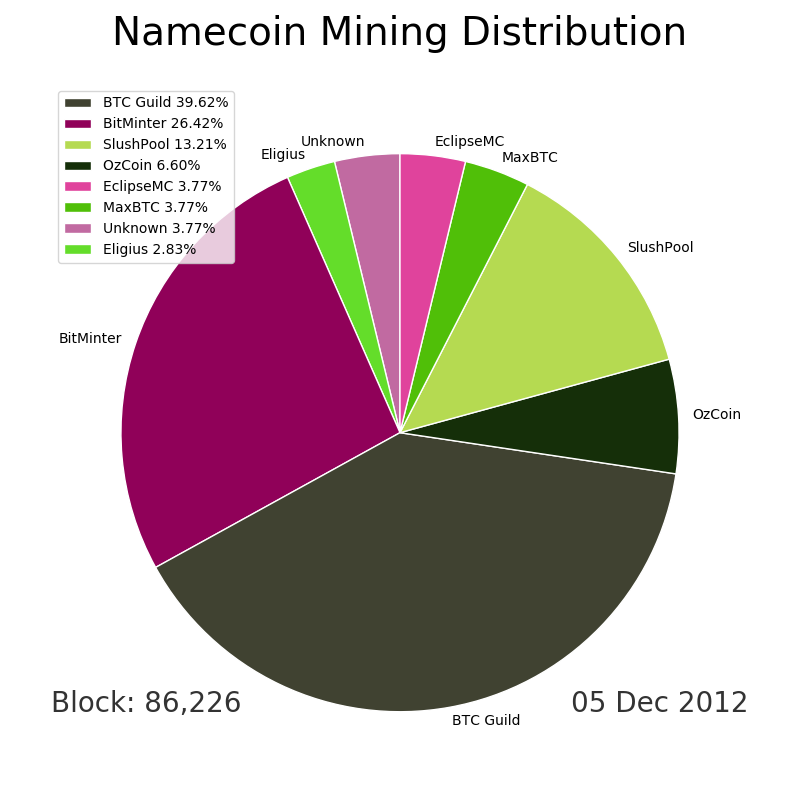 Namecoin Mining Distribution
BTC Guild 39.62%
BitMinter 26.42%
SlushPool 13.21%
OzCoin 6.60%
EclipseMC 3.77%
MaxBTC 3.77%
Unknown 3.77%
Eligius 2.83%
Unknown
EclipseMC
Eligius
MaxBTC
SlushPool
BitMinter
OzCoin
BTC Guild
Block: 86,226
05 Dec 2012